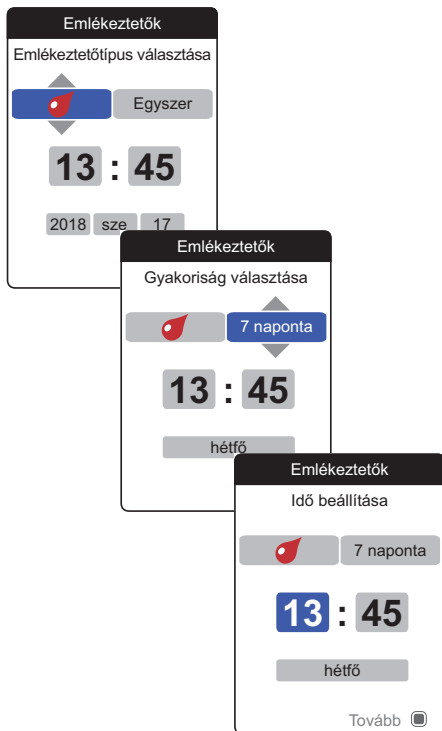 Emlékeztetők
Emlékeztetőtípus választása
Egyszer
13 : 45
2018 sze 17
Emlékeztetők
Gyakoriság választása
7 naponta
13 : 45
hétfő
Emlékeztetők
Idő beállítása
7 naponta
13 : 45
hétfő
Tovább